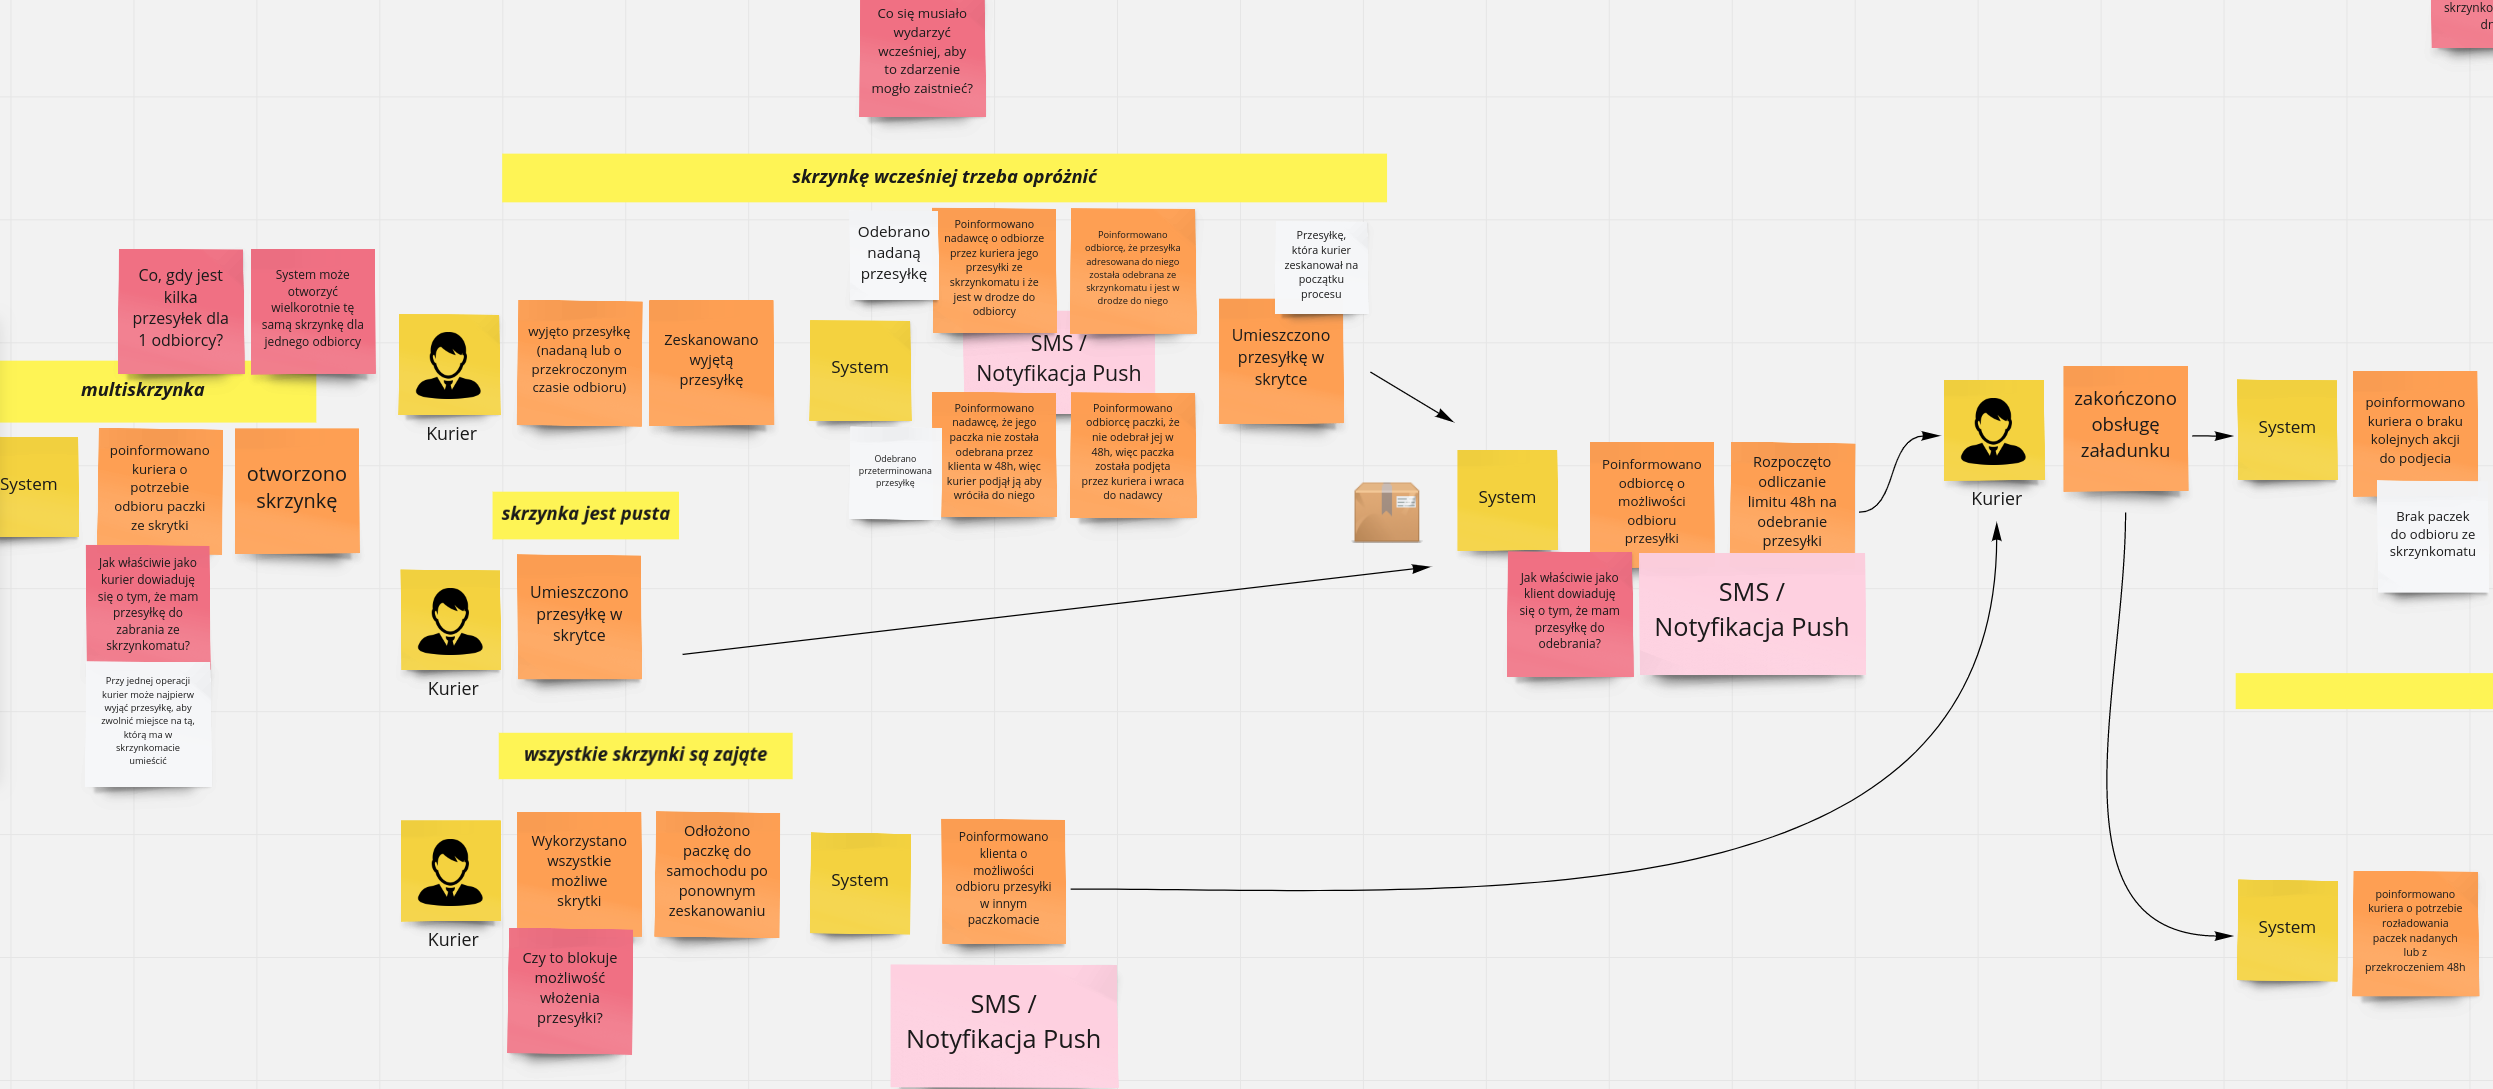 Co się musiało
wydarzyć
wcześniej, aby
to zdarzenie
mogło zaistnieć?
skrzynko
dr
skrzynkę wcześniej trzeba opróżnić
Co, gdy jest
kilka
przesyłek dla
1 odbiorcy?
System może
otworzyć
wielkorotnie tę
samą skrzynkę dla
jednego odbiorcy
multiskrzynka
System
poinformowano
kuriera o
potrzebie
odbioru paczki
ze skrytki
otworzono
skrzynkę
Jak właściwie jako
kurier dowiaduję
się o tym, że mam
przesyłkę do
zabrania ze
skrzynkomatu?
Przy jednej operacji
kurier może najpierw
wyjąć przesyłkę, aby
zwolnić miejsce na tą,
którą ma w
skrzynkomacie
umieścić
Kurier
wyjęto przesyłkę
(nadaną lub o
przekroczonym
czasie odbioru)
Zeskanowano
wyjętą
przesyłkę
System
Odebrano
nadaną
przesyłkę
Poinformowano
nadawcę o odbiorze
przez kuriera jego
przesyłki ze
skrzynkomatu i że
jest w drodze do
odbiorcy
Poinformowano
odbiorcę, że przesyłka
adresowana do niego
została odebrana ze
skrzynkomatu i jest w
drodze do niego
SMS /
Notyfikacja Push
Odebrano
przeterminowana
przesyłkę
Poinformowano
nadawcę, że jego
paczka nie została
odebrana przez
klienta w 48h, więc
kurier podjął ją aby
wróciła do niego
Poinformowano
odbiorcę paczki, że
nie odebrał jej w
48h, więc paczka
została podjęta
przez kuriera i wraca
do nadawcy
Przesyłkę,
która kurier
zeskanował na
początku
procesu
Umieszczono
przesyłkę w
skrytce
skrzynka jest pusta
Kurier
Umieszczono
przesyłkę w
skrytce
System
Poinformowano
odbiorcę o
możliwości
odbioru
przesyłki
Rozpoczęto
odliczanie
limitu 48h na
odebranie
przesyłki
Jak właściwie jako
klient dowiaduję
się o tym, że mam
przesyłkę do
odebrania?
SMS /
Notyfikacja Push
Kurier
zakończono
obsługę
załadunku
System
poinformowano
kuriera o braku
kolejnych akcji
do podjecia
Brak paczek
do odbioru ze
skrzynkomatu
wszystkie skrzynki są zajęte
Kurier
Wykorzystano
wszystkie
możliwe
skrytki
Odłożono
paczkę do
samochodu po
ponownym
zeskanowaniu
Czy to blokuje
możliwość
włożenia
przesyłki?
System
Poinformowano
klienta o
możliwości
odbioru przesyłki
w innym
paczkomacie
SMS /
Notyfikacja Push
System
poinformowano
kuriera o potrzebie
rozładowania
paczek nadanych
lub z
przekroczeniem 48h